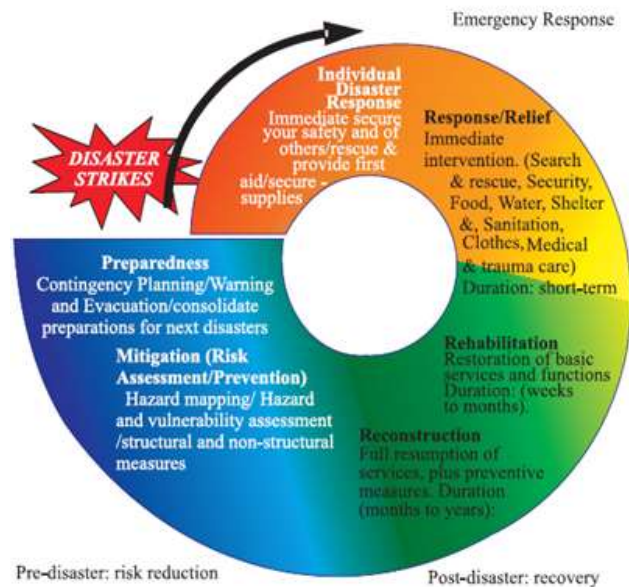 Emergency Response
DISASTER
STRIKES
Individual
Disaster
Response
Immediate secure
your safety and of
others/rescue &
provide first
aid/secure -
supplies
Response/Relief
Immediate
intervention. (Search
& rescue, Security,
Food, Water, Shelter
&, Sanitation,
Clothes, Medical
& trauma care)
Duration: short-term
Rehabilitation
Restoration of basic
services and functions
Duration: (weeks
to months).
Reconstruction
Full resumption of
services, plus preventive
measures. Duration
(months to years):
Preparedness
Contingency Planning/Warning
and Evacuation/consolidate
preparations for next disasters
Mitigation (Risk
Assessment/Prevention)
Hazard mapping/ Hazard
and vulnerability assessment
/structural and non-structural
measures
Pre-disaster: risk reduction
Post-disaster: recovery